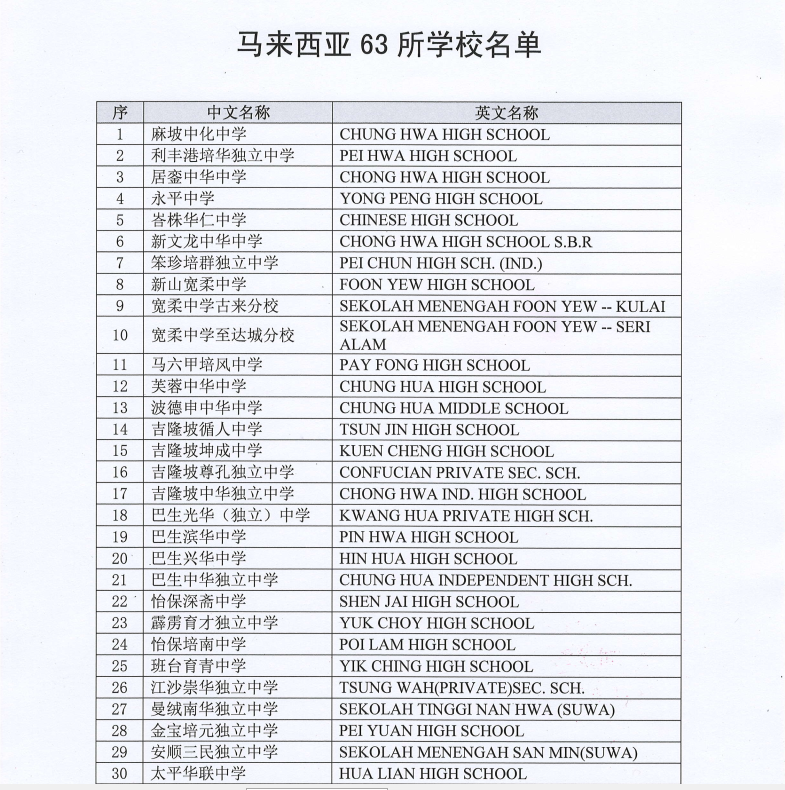 马来西亚 63 所学校名单
序 中文名称 英文名称
1 麻坡中化中学 CHUNG HWA HIGH SCHOOL
2 利丰港培华独立中学 PEI HWA HIGH SCHOOL
3 居銮中华中学 CHONG HWA HIGH SCHOOL
4 永平中学 YONG PENG HIGH SCHOOL
5 峇株华仁中学 CHINESE HIGH SCHOOL
6 新文龙中华中学 CHONG HWA HIGH SCHOOL S.B.R
7 笨珍培群独立中学 PEI CHUN HIGH SCH. (IND.)
8 新山宽柔中学 FOON YEW HIGH SCHOOL
9 宽柔中学古来分校 SEKOLAH MENENGAH FOON YEW -- KULAI
10 宽柔中学至达城分校 SEKOLAH MENENGAH FOON YEW -- SERI
ALAM
11 马六甲培风中学 PAY FONG HIGH SCHOOL
12 芙蓉中华中学 CHUNG HUA HIGH SCHOOL
13 波德申中华中学 CHUNG HUA MIDDLE SCHOOL
14 吉隆坡循人中学 TSUN JIN HIGH SCHOOL
15 吉隆坡坤成中学 KUEN CHENG HIGH SCHOOL
16 吉隆坡尊孔独立中学 CONFUCIAN PRIVATE SEC. SCH.
17 吉隆坡中华独立中学 CHONG HWA IND. HIGH SCHOOL
18 巴生光华（独立）中学 KWANG HUA PRIVATE HIGH SCH.
19 巴生滨华中学 PIN HWA HIGH SCHOOL
20 巴生兴华中学 HIN HUA HIGH SCHOOL
21 巴生中华独立中学 CHUNG HUA INDEPENDENT HIGH SCH.
22 怡保深斋中学 SHEN JAI HIGH SCHOOL
23 霹雳育才独立中学 YUK CHOY HIGH SCHOOL
24 怡保培南中学 POI LAM HIGH SCHOOL
25 班台育青中学 YIK CHING HIGH SCHOOL
26 江沙崇华独立中学 TSUNG WAH(PRIVATE)SEC. SCH.
27 曼绒南华独立中学 SEKOLAH TINGGI NAN HWA (SUWA)
28 金宝培元独立中学 PEI YUAN HIGH SCHOOL
29 安顺三民独立中学 SEKOLAH MENENGAH SAN MIN(SUWA)
30 太平华联中学 HUA LIAN HIGH SCHOOL